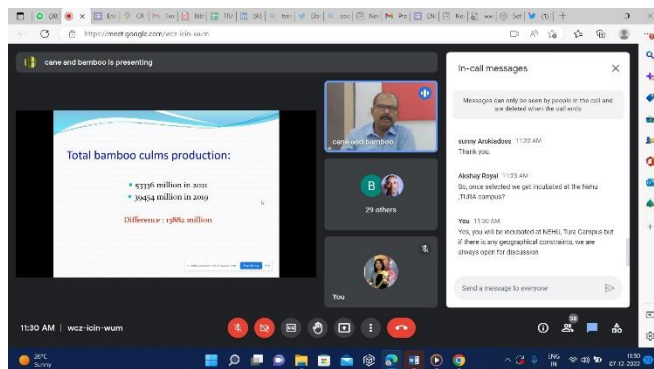 https://meet.google.com/wcz-icin-wum
cane and bamboo is presenting
Total bamboo culms production:
53336 million in 2021
39454 million in 2019
Difference : 13882 million
cane and bamboo
B
29 others
You
In-call messages
Messages can only be seen by people in the call and
are deleted when the call ends
sunny Arokiadoss 11:22 AM
Thank you.
Akshay Royal 11:23 AM
So, once selected we get incubated at the Nehu
,TURA campus?
You 11:30 AM
Yes, you will be incubated at NEHU, Tura Campus but
if there is any geographical constraints, we are
always open for discussion
Send a message to everyone
11:30 AM | wcz-icin-wum
26°C
Sunny
ENG
IN
11:30
07-12-2022